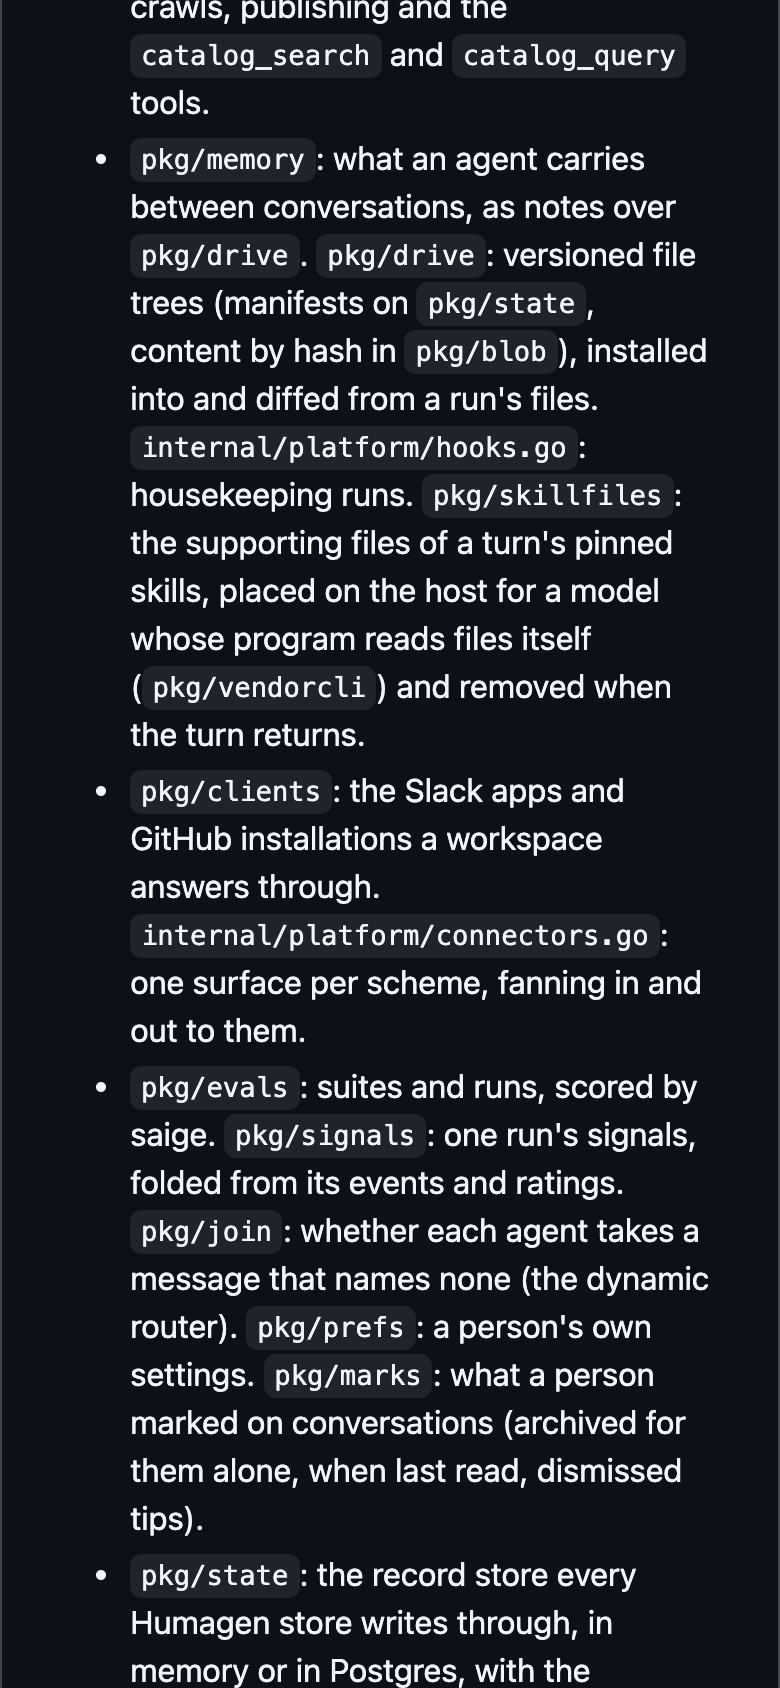 crawls, publishing and the
catalog_search and catalog_query
tools.
• pkg/memory: what an agent carries
between conversations, as notes over
pkg/drive. pkg/drive: versioned file
trees (manifests on pkg/state,
content by hash in pkg/blob), installed
into and diffed from a run's files.
internal/platform/hooks.go:
housekeeping runs. pkg/skillfiles:
the supporting files of a turn's pinned
skills, placed on the host for a model
whose program reads files itself
(pkg/vendorcli) and removed when
the turn returns.
• pkg/clients: the Slack apps and
GitHub installations a workspace
answers through.
internal/platform/connectors.go:
one surface per scheme, fanning in and
out to them.
• pkg/evals: suites and runs, scored by
saige. pkg/signals: one run's signals,
folded from its events and ratings.
pkg/join: whether each agent takes a
message that names none (the dynamic
router). pkg/prefs: a person's own
settings. pkg/marks: what a person
marked on conversations (archived for
them alone, when last read, dismissed
tips).
• pkg/state: the record store every
Humagen store writes through, in
memory or in Postgres, with the